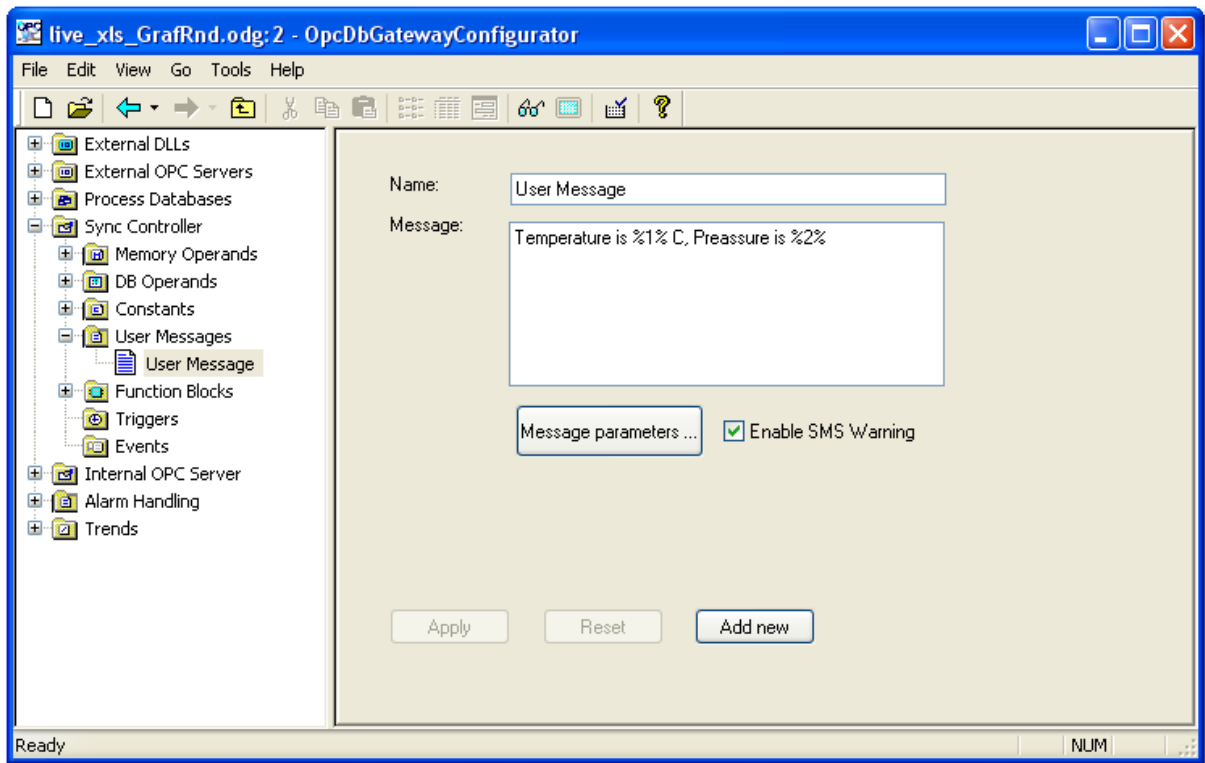 live_xls_GrafRnd.odg:2 - OpcDbGatewayConfigurator
File Edit View Go Tools Help
External DLLs
External OPC Servers
Process Databases
Sync Controller
Memory Operands
DB Operands
Constants
User Messages
User Message
Function Blocks
Triggers
Events
Internal OPC Server
Alarm Handling
Trends
Name:
User Message
Message:
Temperature is %1% C, Preassure is %2%
Message parameters ...
Enable SMS Warning
Apply
Reset
Add new
Ready
NUM